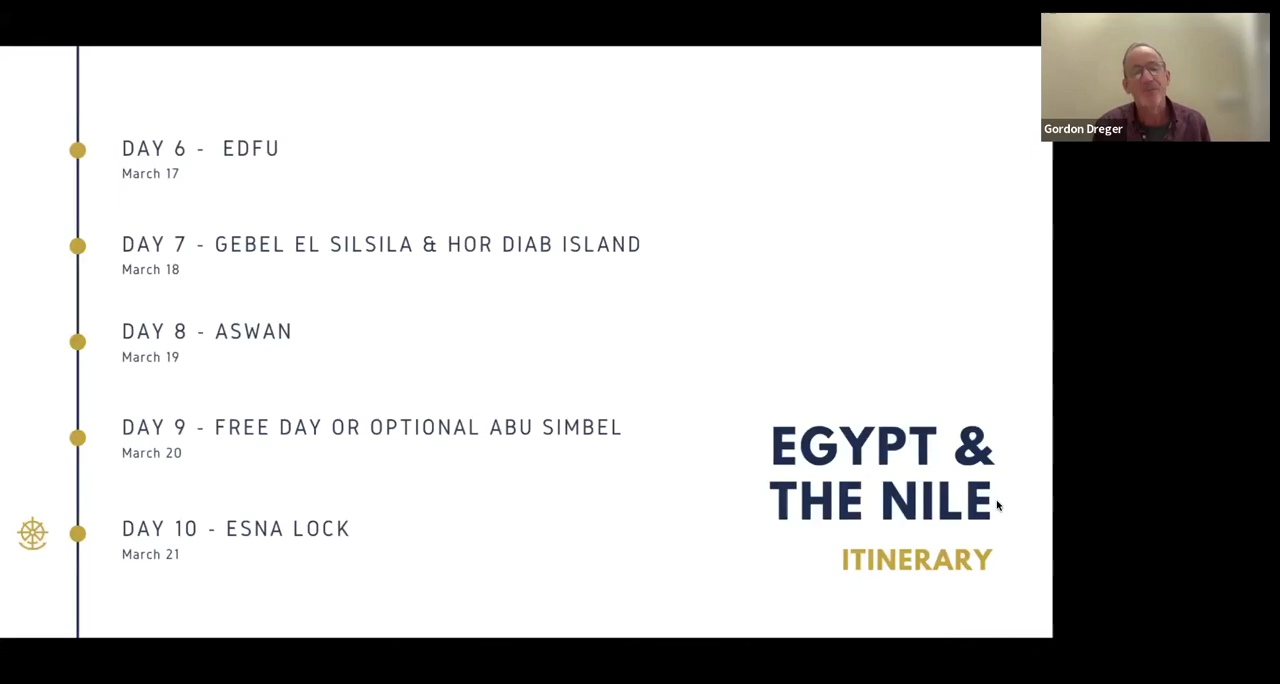 DAY 6 - EDFU
March 17
DAY 7 - GEBEL EL SILSILA & HOR DIAB ISLAND
March 18
DAY 8 - ASWAN
March 19
DAY 9 - FREE DAY OR OPTIONAL ABU SIMBEL
March 20
DAY 10 - ESNA LOCK
March 21
EGYPT &
THE NILE
ITINERARY
Gordon Dreger